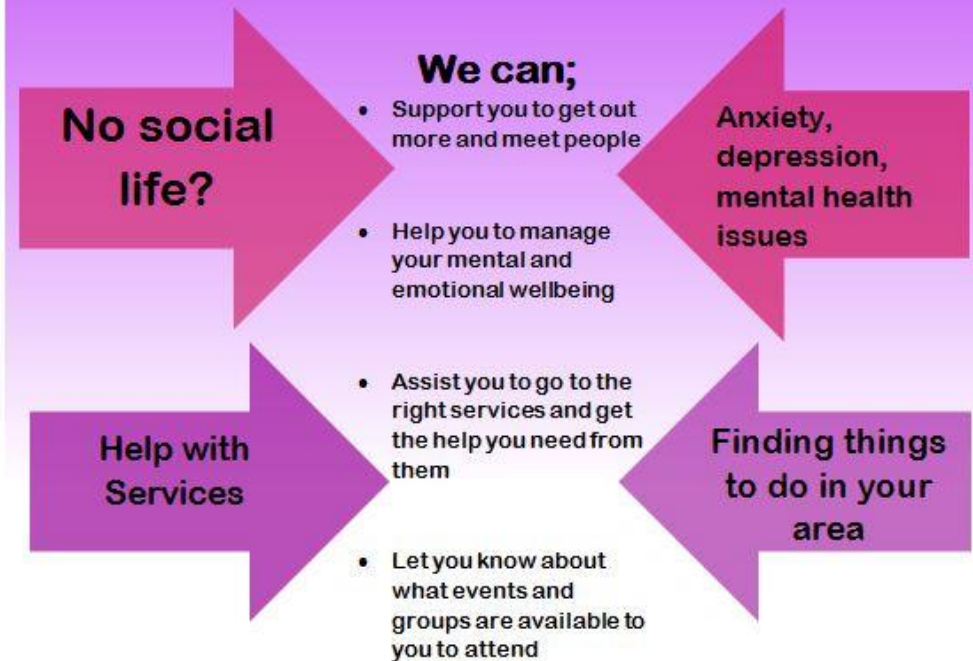 No social
life?
We can;
• Support you to get out
more and meet people
• Help you to manage
your mental and
emotional wellbeing
• Assist you to go to the
right services and get
the help you need from
them
• Let you know about
what events and
groups are available to
you to attend
Anxiety,
depression,
mental health
issues
Help with
Services
Finding things
to do in your
area